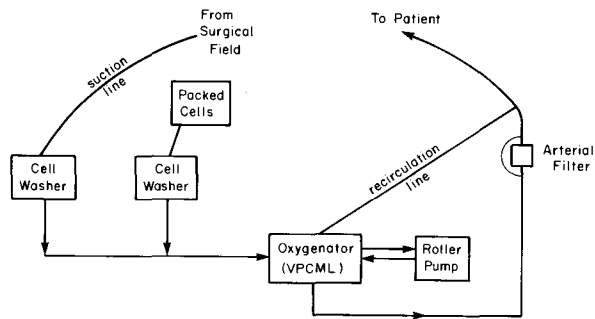 From
Surgical
Field
To Patient
suction
line
Packed
Cells
Cell
Washer
Cell
Washer
recirculation
line
Arterial
Filter
Oxygenator
(VPCML)
Roller
Pump